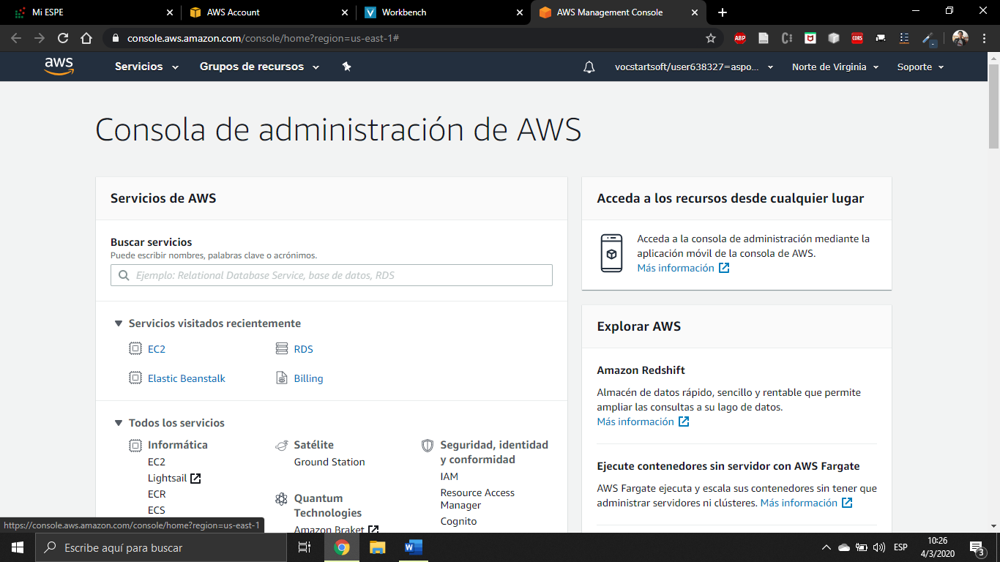 Mi ESPE
AWS Account
Workbench
AWS Management Console
console.aws.amazon.com/console/home?region=us-east-1#
ABP
CORS
aws
Servicios
Grupos de recursos
vocstartsoft/user638327=aspo...
Norte de Virginia
Soporte
Consola de administración de AWS
Servicios de AWS
Buscar servicios
Puede escribir nombres, palabras clave o acrónimos.
Ejemplo: Relational Database Service, base de datos, RDS
Servicios visitados recientemente
EC2
RDS
Elastic Beanstalk
Billing
Todos los servicios
Informática
EC2
Lightsail
ECR
ECS
Satélite
Ground Station
Quantum
Technologies
Amazon Braket
Seguridad, identidad
y conformidad
IAM
Resource Access
Manager
Cognito
Acceda a los recursos desde cualquier lugar
Acceda a la consola de administración mediante la
aplicación móvil de la consola de AWS.
Más información
Explorar AWS
Amazon Redshift
Almacén de datos rápido, sencillo y rentable que permite
ampliar las consultas a su lago de datos.
Más información
Ejecute contenedores sin servidor con AWS Fargate
AWS Fargate ejecuta y escala sus contenedores sin tener que
administrar servidores ni clústeres. Más información
https://console.aws.amazon.com/console/home?region=us-east-1
Escribe aquí para buscar
W
ESP
10:26
4/3/2020
3